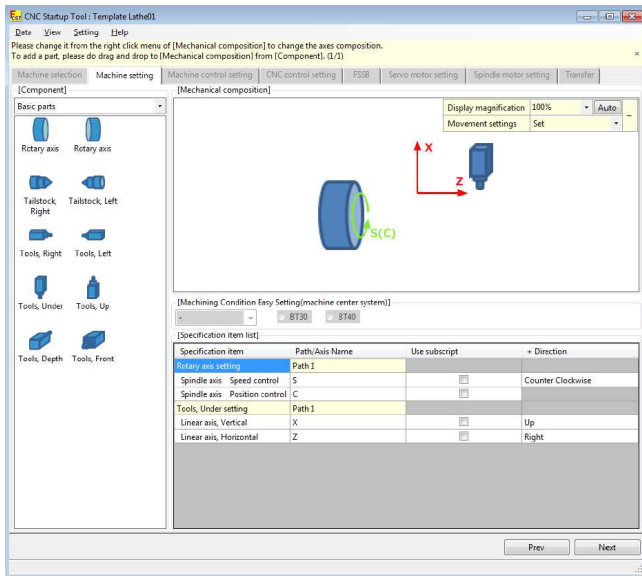 CNC Startup Tool : Template Lathe01
Data View Setting Help
Please change it from the right click menu of [Mechanical composition] to change the axes composition.
To add a part, please do drag and drop to [Mechanical composition] from [Component]. (1/1)
Machine selection Machine setting Machine control setting CNC control setting FSSB Servo motor setting Spindle motor setting Transfer
[Component]
Basic parts
Rotary axis Rotary axis
Tailstock, Right Tailstock, Left
Tools, Right Tools, Left
Tools, Under Tools, Up
Tools, Depth Tools, Front
[Mechanical composition]
Display magnification 100% Auto
Movement settings Set
X
Z
S(C)
[Machining Condition Easy Setting(machine center system)]
- BT30 BT40
[Specification item list]
Specification item Path/Axis Name Use subscript + Direction
Rotary axis setting Path 1
Spindle axis Speed control S Counter Clockwise
Spindle axis Position control C
Tools, Under setting Path 1
Linear axis, Vertical X Up
Linear axis, Horizontal Z Right
Prev Next